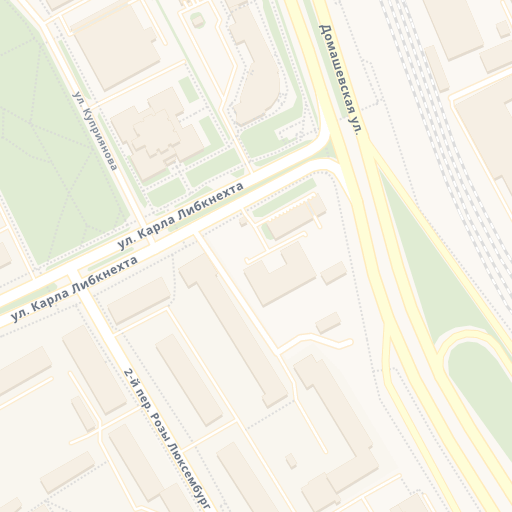 Домашевская ул.
ул. Куприянова
ул. Карла Либкнехта
ул. Карла Либкнехта
2-й пер. Розы Люксембург